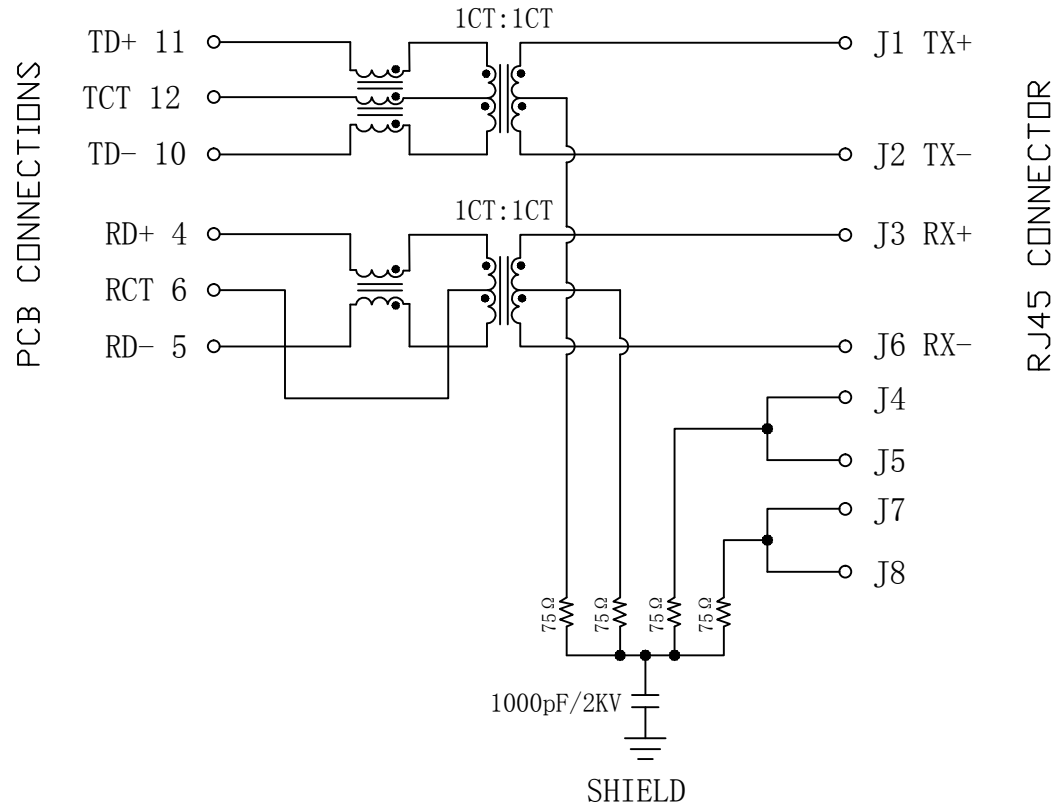 1CT:1CT
TD+ 11
TCT 12
TD- 10
J1 TX+
J2 TX-
1CT:1CT
RD+ 4
RCT 6
RD- 5
J3 RX+
J6 RX-
J4
J5
J7
J8
75Ω
75Ω
75Ω
75Ω
1000pF/2KV
SHIELD
PCB CONNECTIONS
RJ45 CONNECTOR